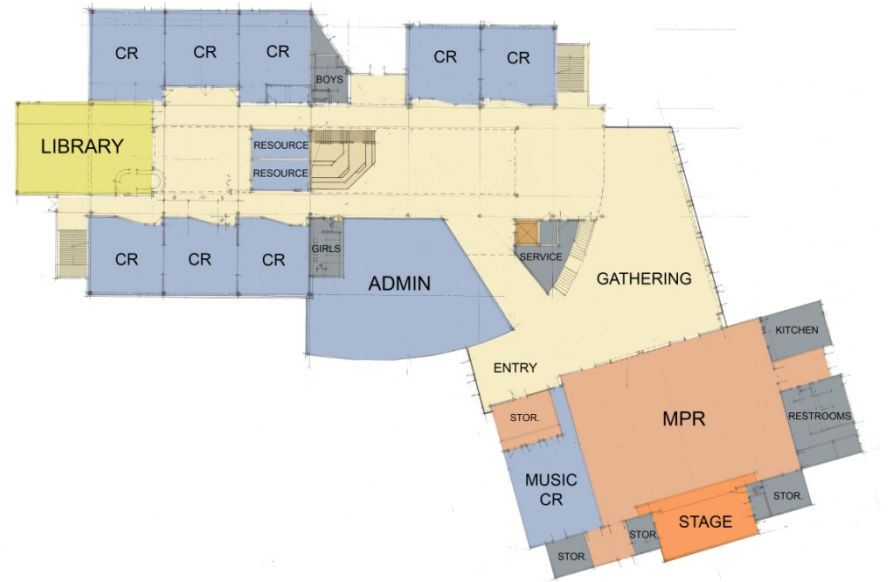 CR
CR
CR
BOYS
CR
CR
LIBRARY
RESOURCE
RESOURCE
CR
CR
CR
GIRLS
ADMIN
SERVICE
GATHERING
ENTRY
KITCHEN
STOR.
MPR
RESTROOMS
MUSIC
CR
STOR.
STAGE
STOR.
STOR.